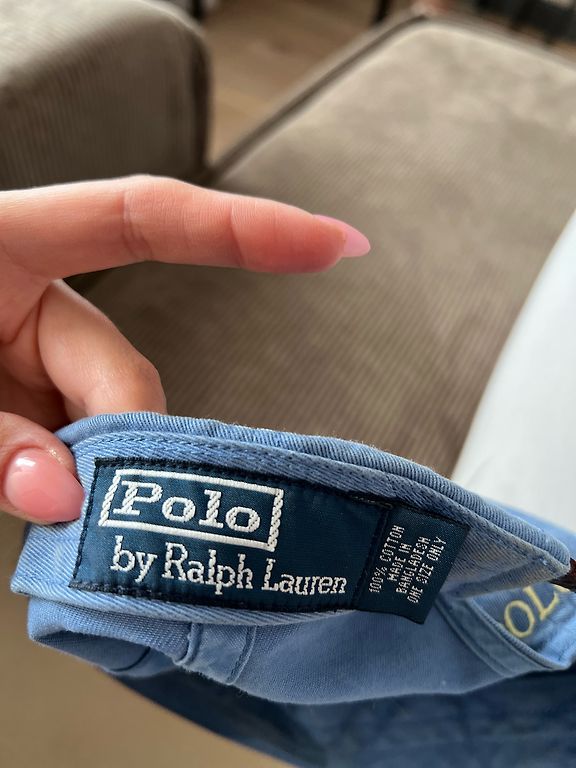 Polo
by Ralph Lauren
100% COTTON
MADE IN
BANGLADESH
ONE SIZE ONLY